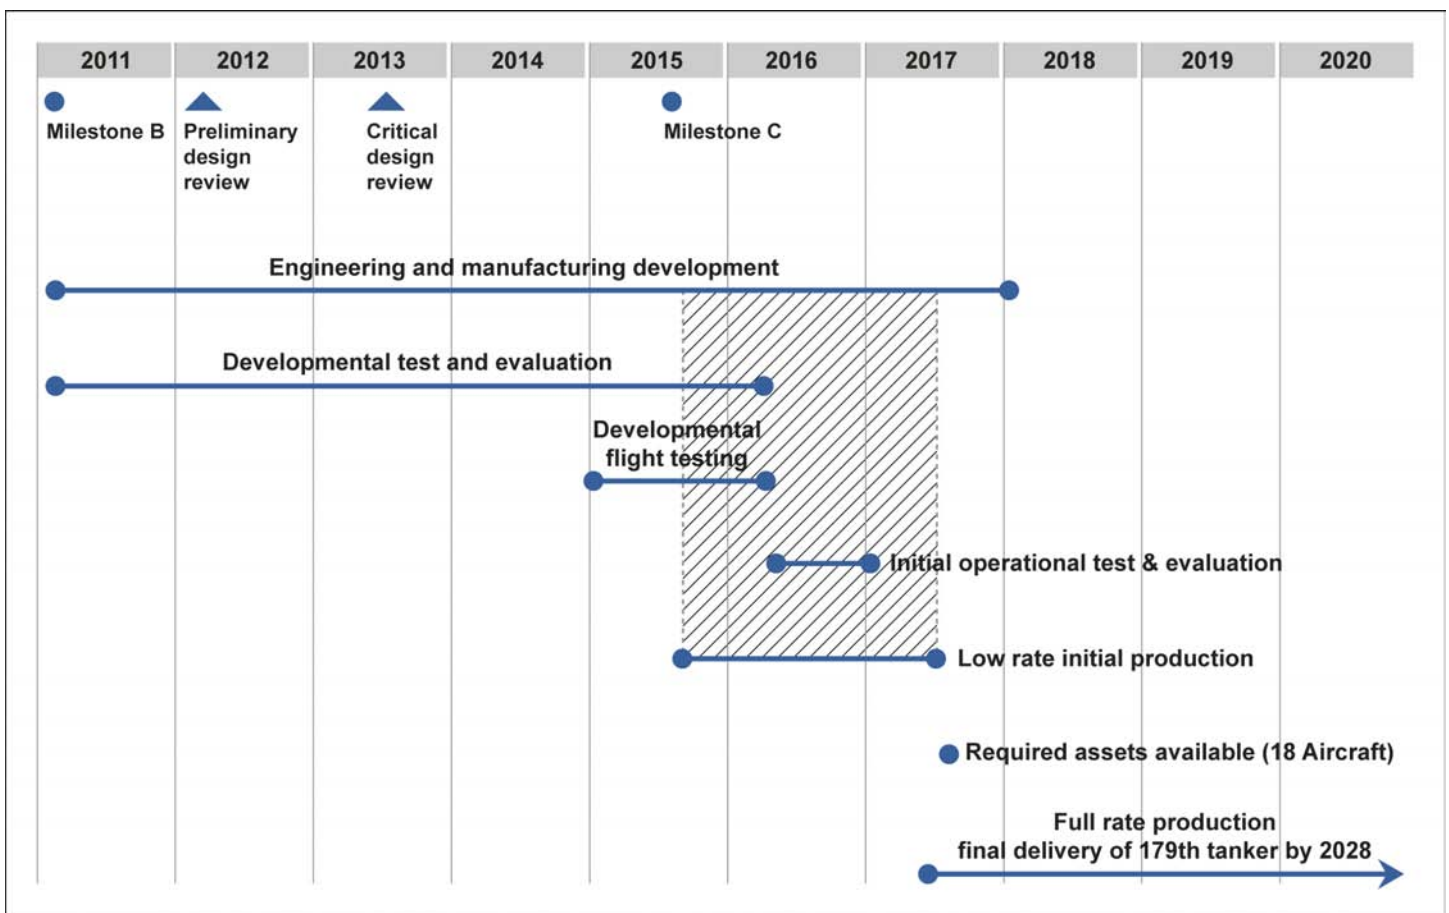 2011 2012 2013 2014 2015 2016 2017 2018 2019 2020
Milestone B
Preliminary
design
review
Critical
design
review
Milestone C
Engineering and manufacturing development
Developmental test and evaluation
Developmental
flight testing
Initial operational test & evaluation
Low rate initial production
Required assets available (18 Aircraft)
Full rate production
final delivery of 179th tanker by 2028